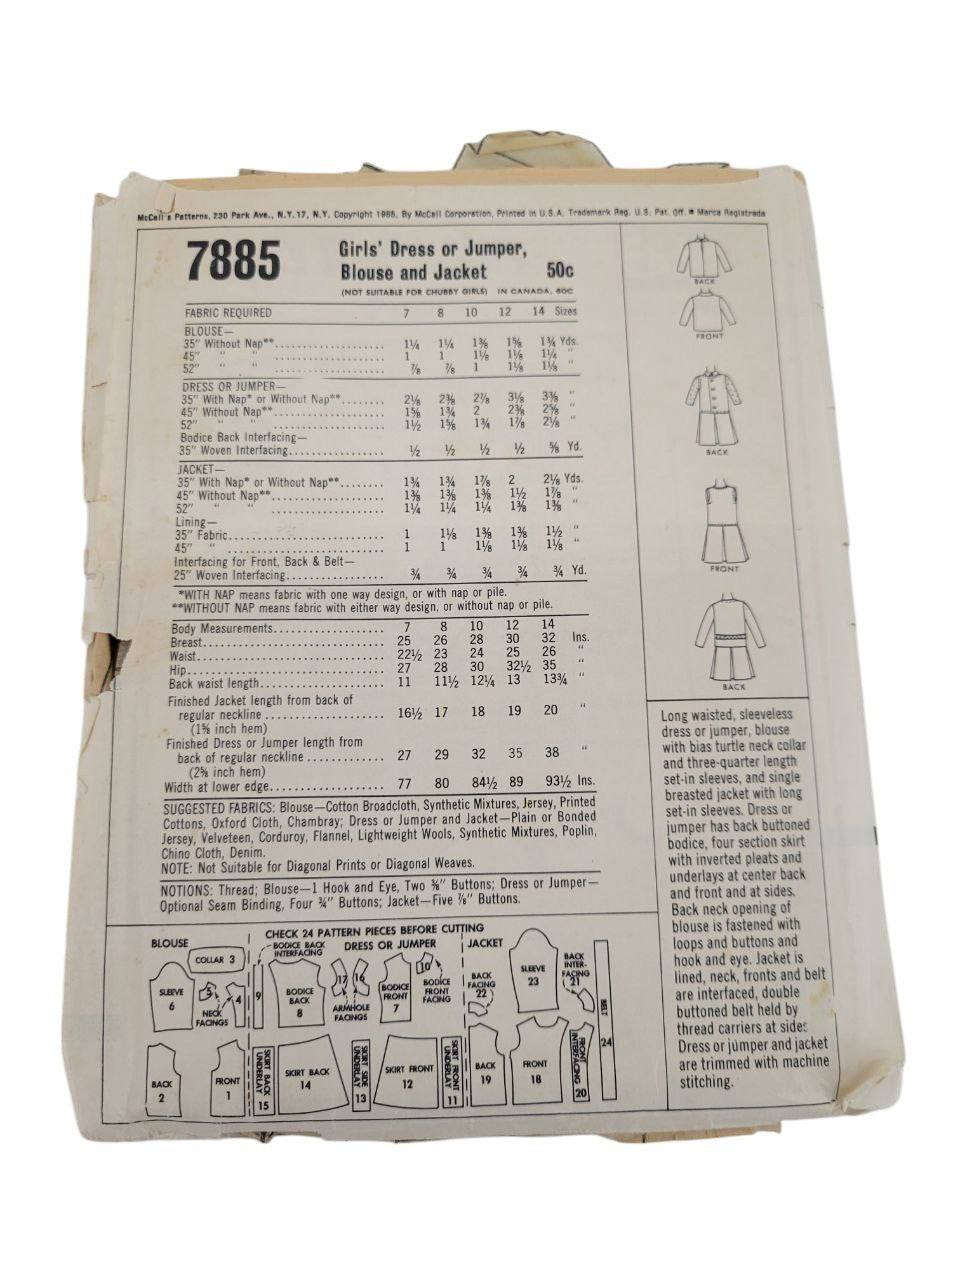 McCall's Patterns, 230 Park Ave., N.Y. 17, N.Y. Copyright 1965, By McCall Corporation, Printed in U.S.A. Trademark Reg. U.S. Pat. Off. ■ Marca Registrada
7885
Girls' Dress or Jumper,
Blouse and Jacket 50c
(NOT SUITABLE FOR CHUBBY GIRLS) IN CANADA, 60C
FABRIC REQUIRED 7 8 10 12 14 Sizes
BLOUSE—
35" Without Nap** 1¼ 1¼ 1⅜ 1⅝ 1¾ Yds.
45" " " 1 1 1⅛ 1⅛ 1¼ "
52" " " ⅞ ⅞ 1 1⅛ 1⅛ "
DRESS OR JUMPER—
35" With Nap* or Without Nap** 2⅛ 2⅜ 2⅞ 3⅛ 3⅜ "
45" Without Nap** 1⅝ 1¾ 2 2⅜ 2⅝ "
52" " " 1½ 1⅝ 1¾ 1⅞ 2⅛ "
Bodice Back Interfacing—
35" Woven Interfacing ½ ½ ½ ½ ⅝ Yd.
JACKET—
35" With Nap* or Without Nap** 1¾ 1¾ 1⅞ 2 2⅛ Yds.
45" Without Nap** 1⅜ 1⅜ 1⅜ 1½ 1⅞ "
52" " " 1¼ 1¼ 1¼ 1⅜ 1⅜ "
Lining—
35" Fabric 1 1⅛ 1⅜ 1⅜ 1½ "
45" " 1 1 1⅛ 1⅛ 1⅛ "
Interfacing for Front, Back & Belt—
25" Woven Interfacing ¾ ¾ ¾ ¾ ¾ Yd.
*WITH NAP means fabric with one way design, or with nap or pile.
**WITHOUT NAP means fabric with either way design, or without nap or pile.
Body Measurements 7 8 10 12 14
Breast 25 26 28 30 32 Ins.
Waist 22½ 23 24 25 26 "
Hip 27 28 30 32½ 35 "
Back waist length 11 11½ 12¼ 13 13¾ "
Finished Jacket length from back of
regular neckline 16½ 17 18 19 20 "
(1⅝ inch hem)
Finished Dress or Jumper length from
back of regular neckline 27 29 32 35 38 "
(2⅝ inch hem)
Width at lower edge 77 80 84½ 89 93½ Ins.
SUGGESTED FABRICS: Blouse—Cotton Broadcloth, Synthetic Mixtures, Jersey, Printed
Cottons, Oxford Cloth, Chambray; Dress or Jumper and Jacket—Plain or Bonded
Jersey, Velveteen, Corduroy, Flannel, Lightweight Wools, Synthetic Mixtures, Poplin,
Chino Cloth, Denim.
NOTE: Not Suitable for Diagonal Prints or Diagonal Weaves.
NOTIONS: Thread; Blouse—1 Hook and Eye, Two ⅜" Buttons; Dress or Jumper—
Optional Seam Binding, Four ¾" Buttons; Jacket—Five ⅞" Buttons.
BACK
FRONT
BACK
FRONT
BACK
Long waisted, sleeveless
dress or jumper, blouse
with bias turtle neck collar
and three-quarter length
set-in sleeves, and single
breasted jacket with long
set-in sleeves. Dress or
jumper has back buttoned
bodice, four section skirt
with inverted pleats and
underlays at center back
and front and at sides.
Back neck opening of
blouse is fastened with
loops and buttons and
hook and eye. Jacket is
lined, neck, fronts and belt
are interfaced, double
buttoned belt held by
thread carriers at sides.
Dress or jumper and jacket
are trimmed with machine
stitching.
CHECK 24 PATTERN PIECES BEFORE CUTTING
BLOUSE
COLLAR 3
SLEEVE
6
5
4
NECK
FACINGS
BACK
2
FRONT
1
DRESS OR JUMPER
BODICE BACK
INTERFACING
9
BODICE
BACK
8
17
16
ARMHOLE
FACINGS
BODICE
FRONT
7
10
BODICE
FRONT
FACING
SKIRT BACK
UNDERLAY
15
SKIRT BACK
14
SKIRT SIDE
UNDERLAY
13
SKIRT FRONT
12
SKIRT FRONT
UNDERLAY
11
JACKET
BACK
FACING
22
SLEEVE
23
BACK
INTER-
FACING
21
BELT
24
BACK
19
FRONT
18
FRONT
INTERFACING
20